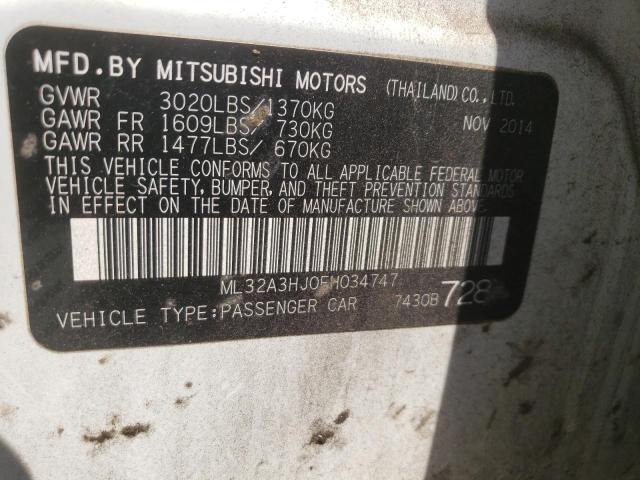 MFD.BY MITSUBISHI MOTORS (THAILAND) CO., LTD.
GVWR 3020LBS/1370KG
GAWR FR 1609LBS/ 730KG NOV 2014
GAWR RR 1477LBS/ 670KG
THIS VEHICLE CONFORMS TO ALL APPLICABLE FEDERAL MOTOR
VEHICLE SAFETY, BUMPER, AND THEFT PREVENTION STANDARDS
IN EFFECT ON THE DATE OF MANUFACTURE SHOWN ABOVE.
ML32A3HJ0FH034747
VEHICLE TYPE:PASSENGER CAR 7430B 728